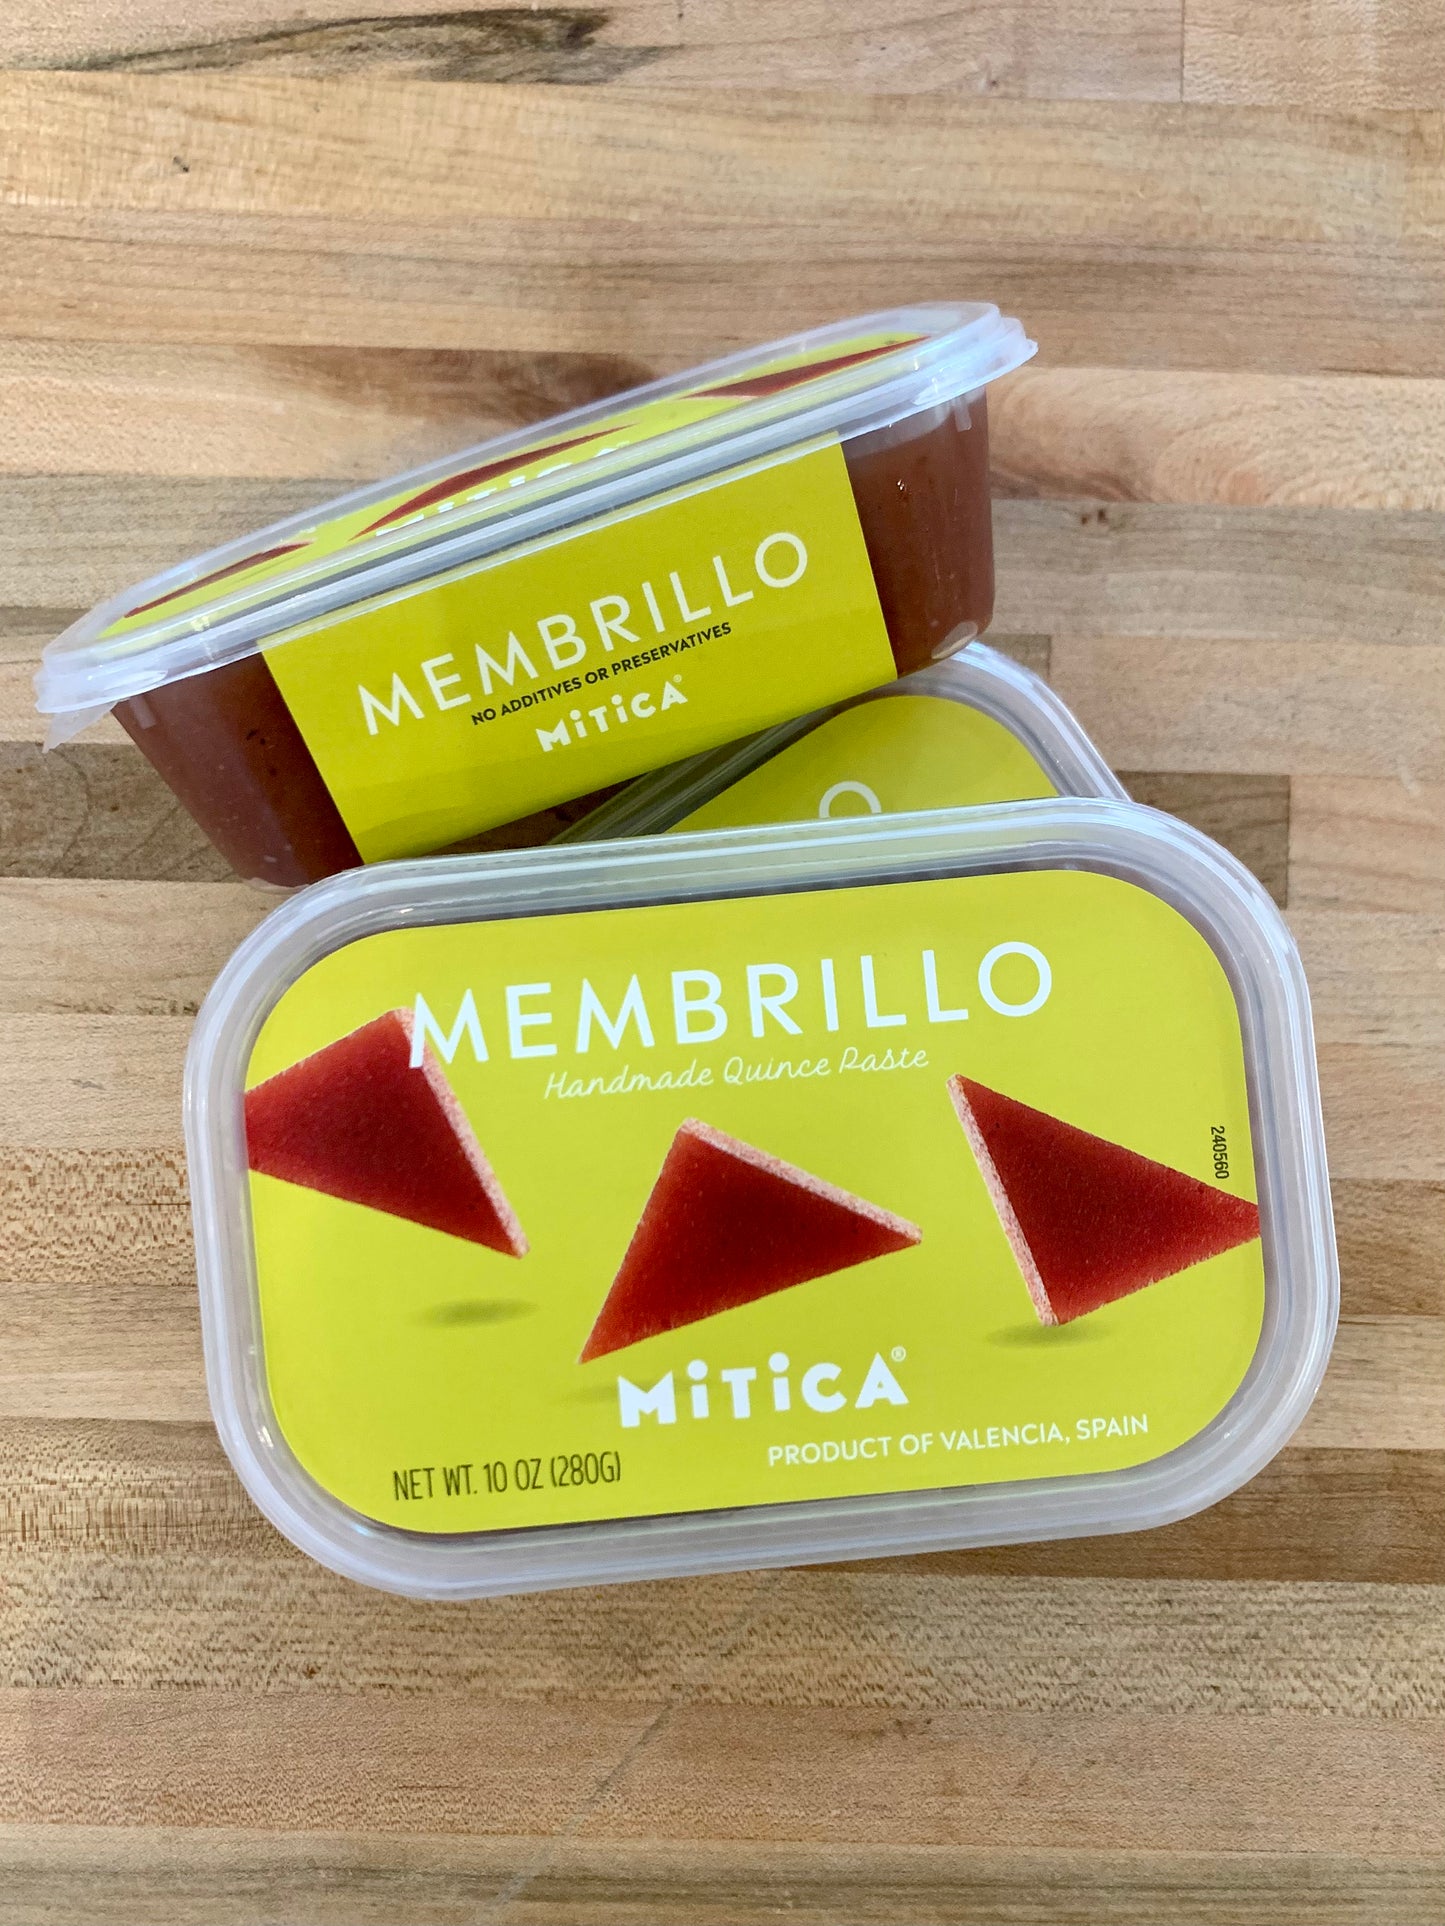 MITICA
MEMBRILLO
NO ADDITIVES OR PRESERVATIVES
MiTiCA®
O
MEMBRILLO
Handmade Quince Paste
240560
MiTiCA®
PRODUCT OF VALENCIA, SPAIN
NET WT. 10 OZ (280G)